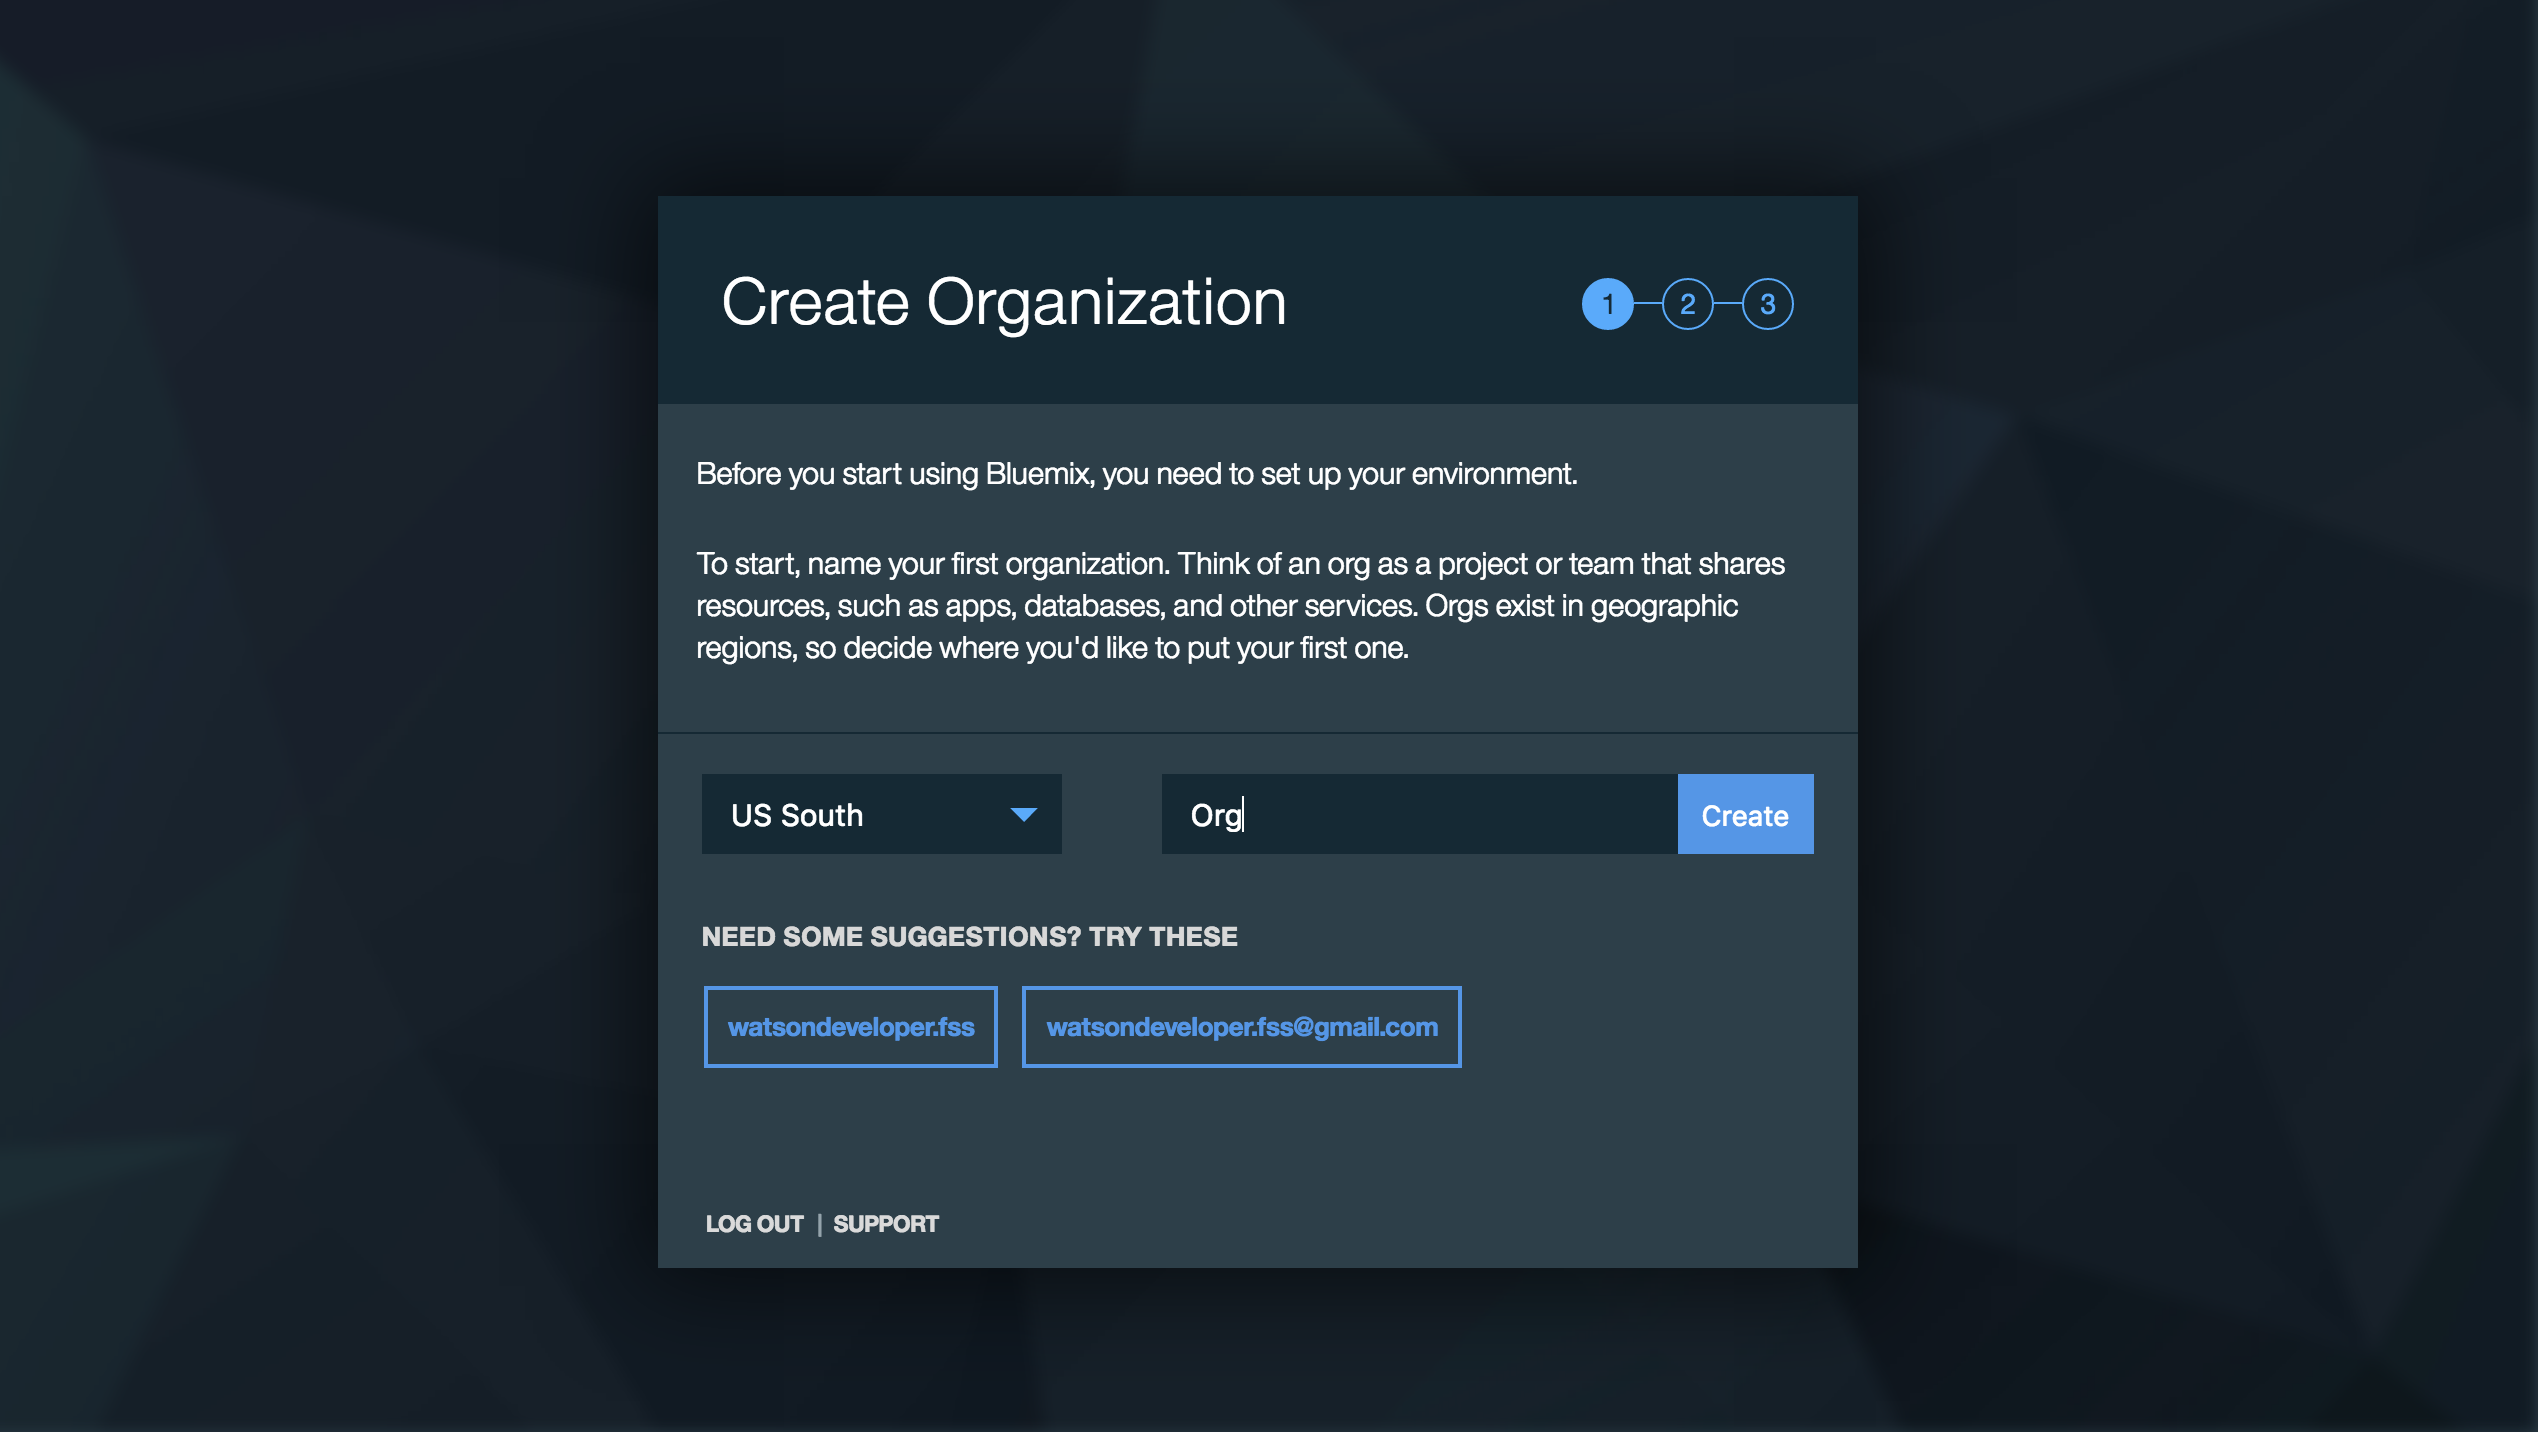 Create Organization
1 2 3
Before you start using Bluemix, you need to set up your environment.
To start, name your first organization. Think of an org as a project or team that shares
resources, such as apps, databases, and other services. Orgs exist in geographic
regions, so decide where you'd like to put your first one.
US South
Org
Create
NEED SOME SUGGESTIONS? TRY THESE
watsondeveloper.fss
watsondeveloper.fss@gmail.com
LOG OUT | SUPPORT